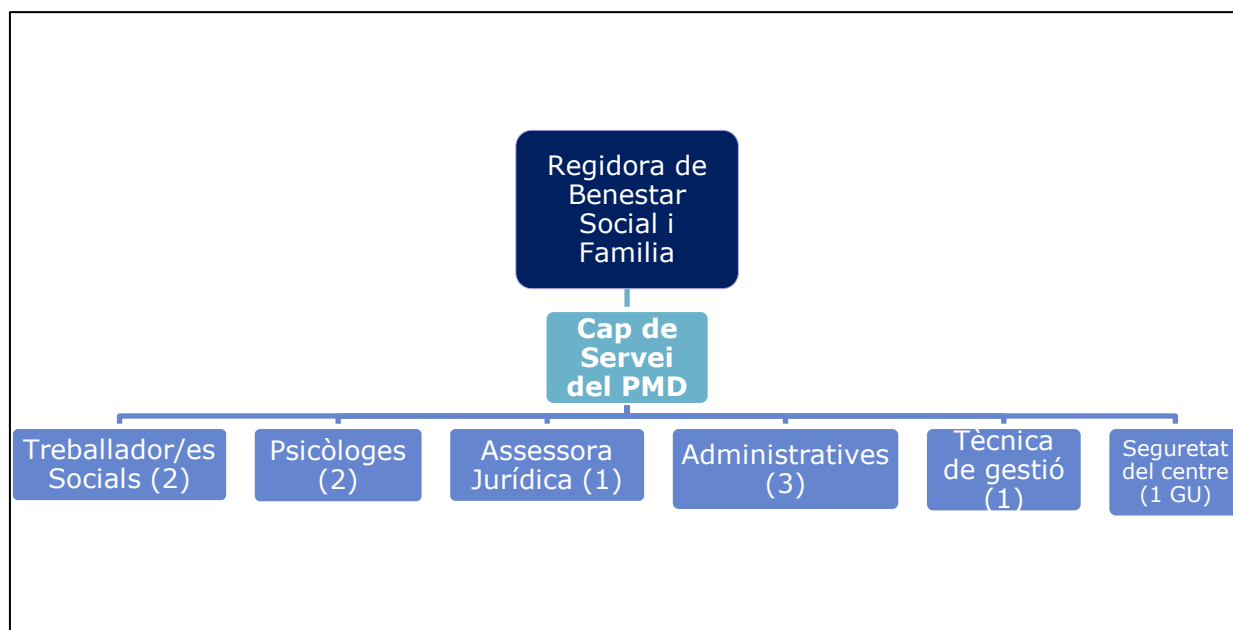 Regidora de
Benestar
Social i
Familia
Cap de
Servei
del PMD
Treballador/es
Socials (2)
Psicòloges
(2)
Assessora
Jurídica (1)
Administratives
(3)
Tècnica
de gestió
(1)
Seguretat
del centre
(1 GU)